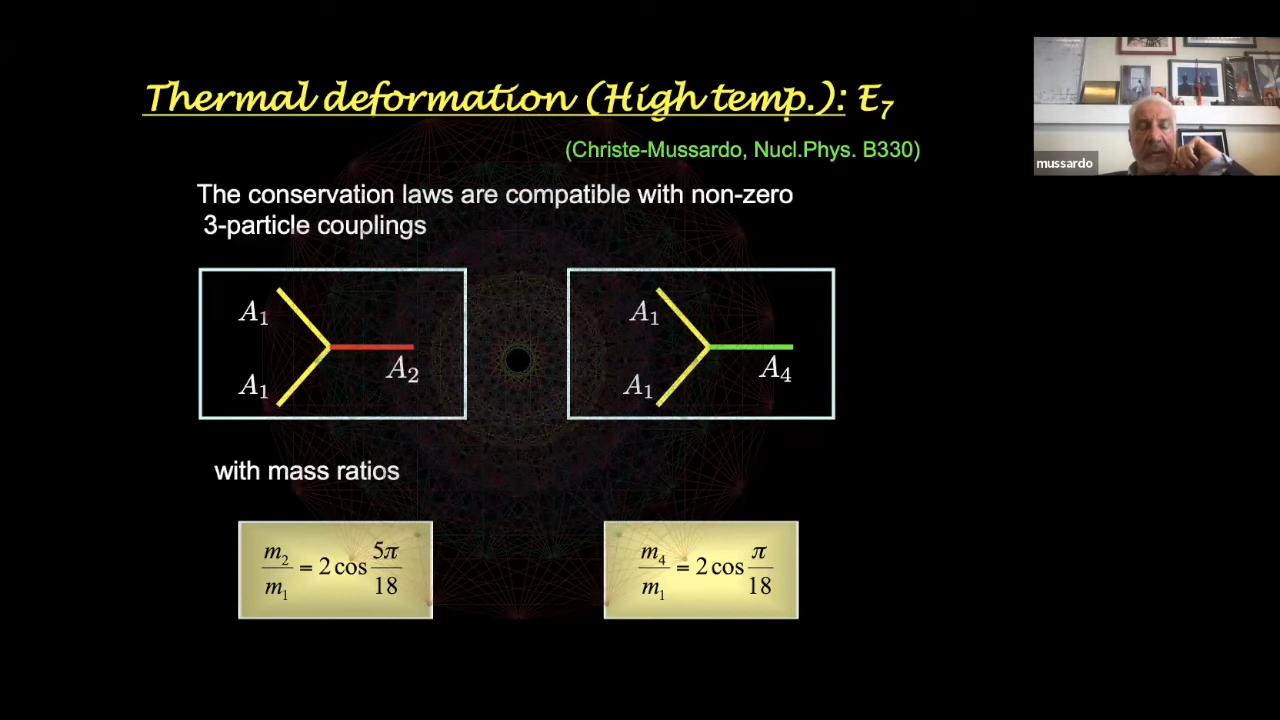 Thermal deformation (High temp.): E₇
(Christe-Mussardo, Nucl.Phys. B330)
mussardo
The conservation laws are compatible with non-zero
3-particle couplings
A₁
A₁
A₂
A₁
A₁
A₄
with mass ratios
m₂/m₁ = 2 cos 5π/18
m₄/m₁ = 2 cos π/18